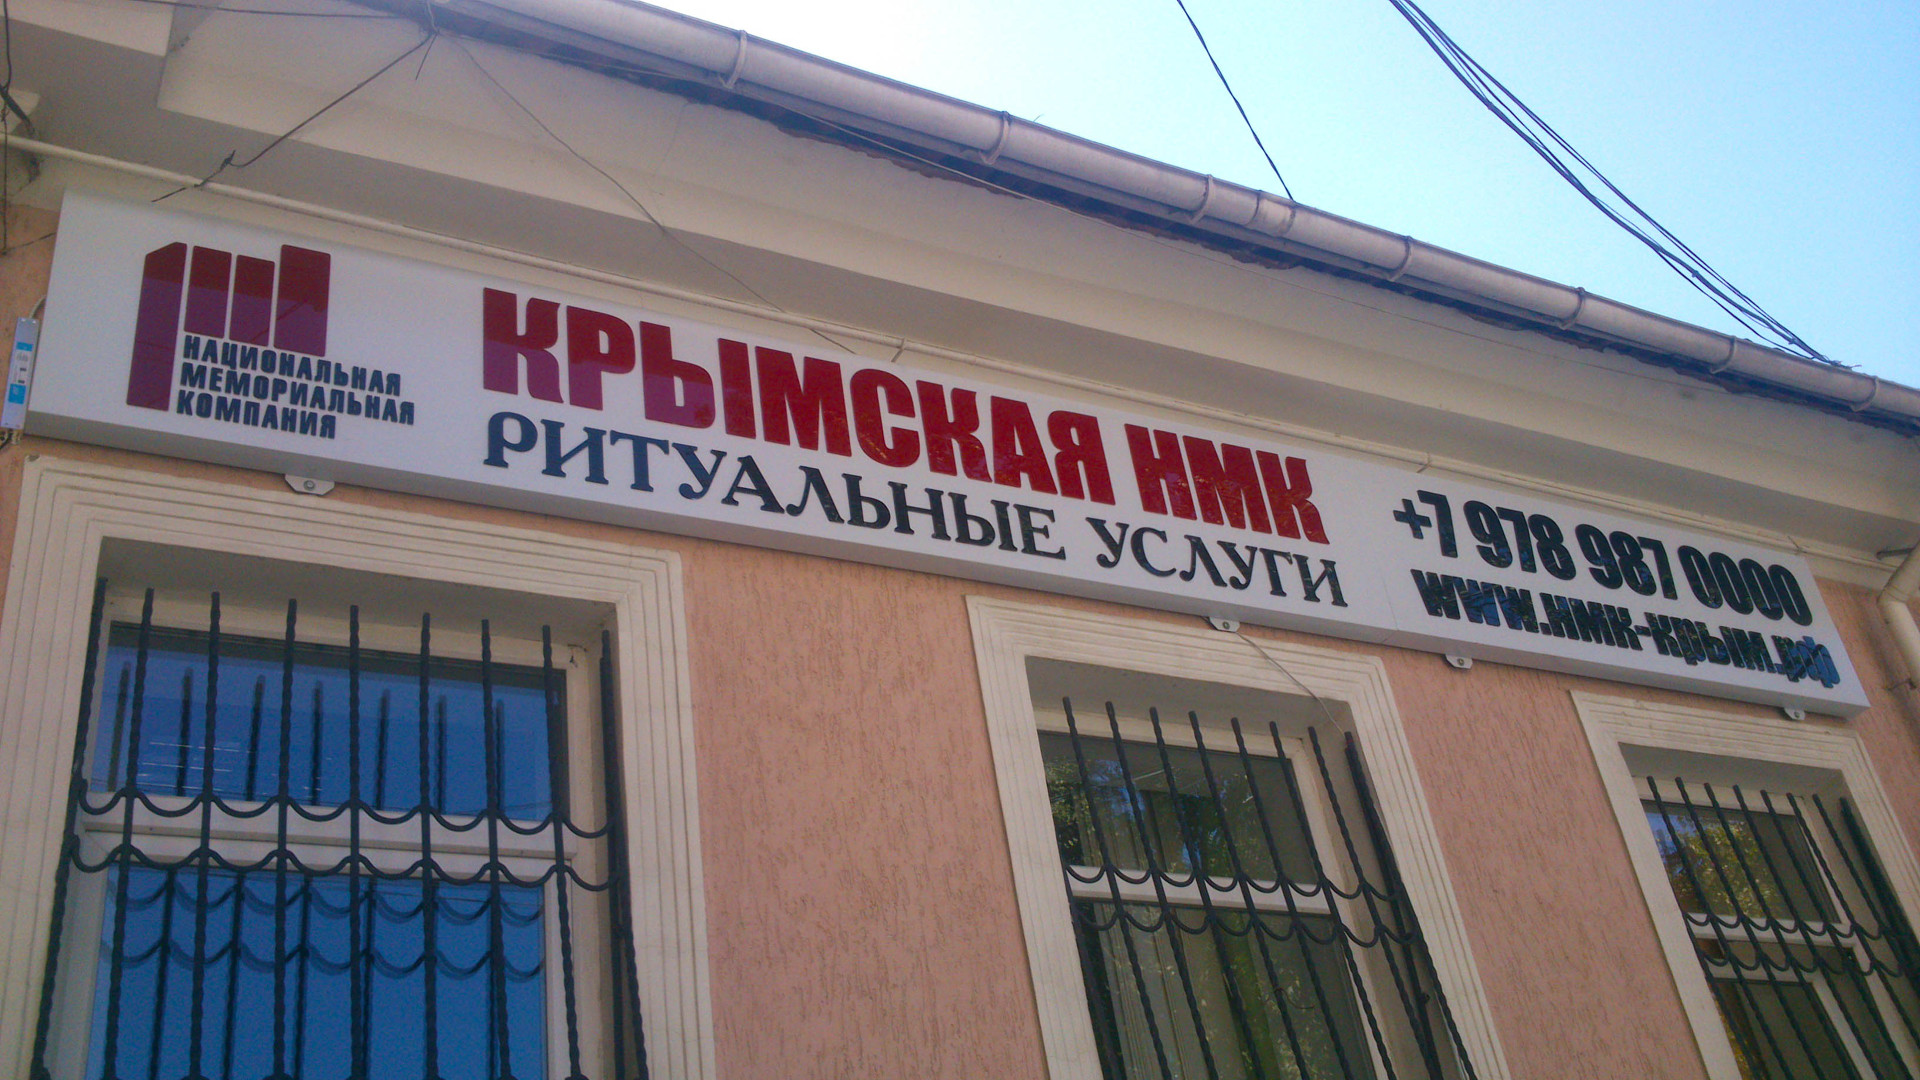 НАЦИОНАЛЬНАЯ
МЕМОРИАЛЬНАЯ
КОМПАНИЯ
КРЫМСКАЯ НМК
РИТУАЛЬНЫЕ УСЛУГИ
+7 978 987 0000
www.нмк-крым.рф